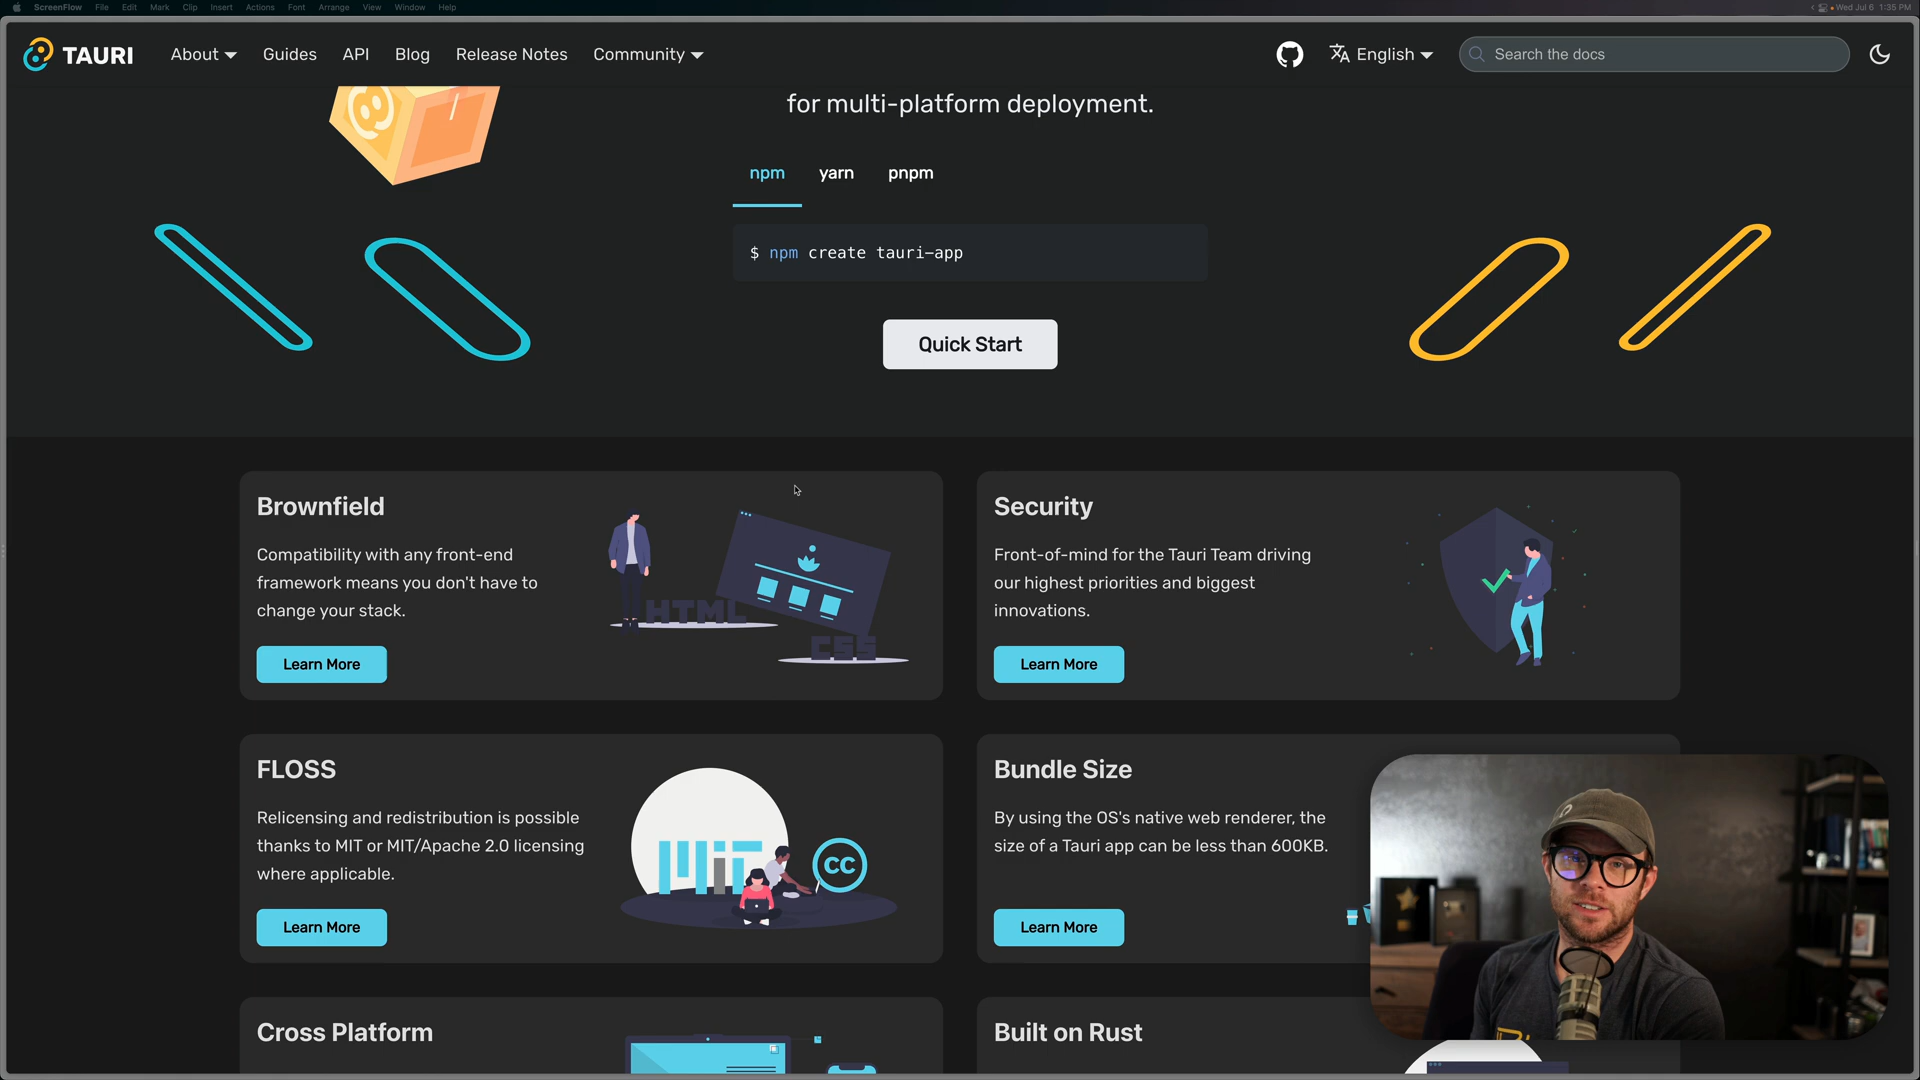 ScreenFlow File Edit Mark Clip Insert Actions Font Arrange View Window Help
Wed Jul 6 1:35 PM
TAURI About Guides API Blog Release Notes Community English Search the docs
for multi-platform deployment.
npm yarn pnpm
$ npm create tauri-app
Quick Start
Brownfield
Compatibility with any front-end
framework means you don't have to
change your stack.
Learn More
HTML
CSS
Security
Front-of-mind for the Tauri Team driving
our highest priorities and biggest
innovations.
Learn More
FLOSS
Relicensing and redistribution is possible
thanks to MIT or MIT/Apache 2.0 licensing
where applicable.
Learn More
MiT
CC
Bundle Size
By using the OS's native web renderer, the
size of a Tauri app can be less than 600KB.
Learn More
Cross Platform
Built on Rust